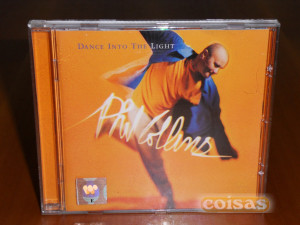 DANCE INTO THE LIGHT
Phil Collins
coisas